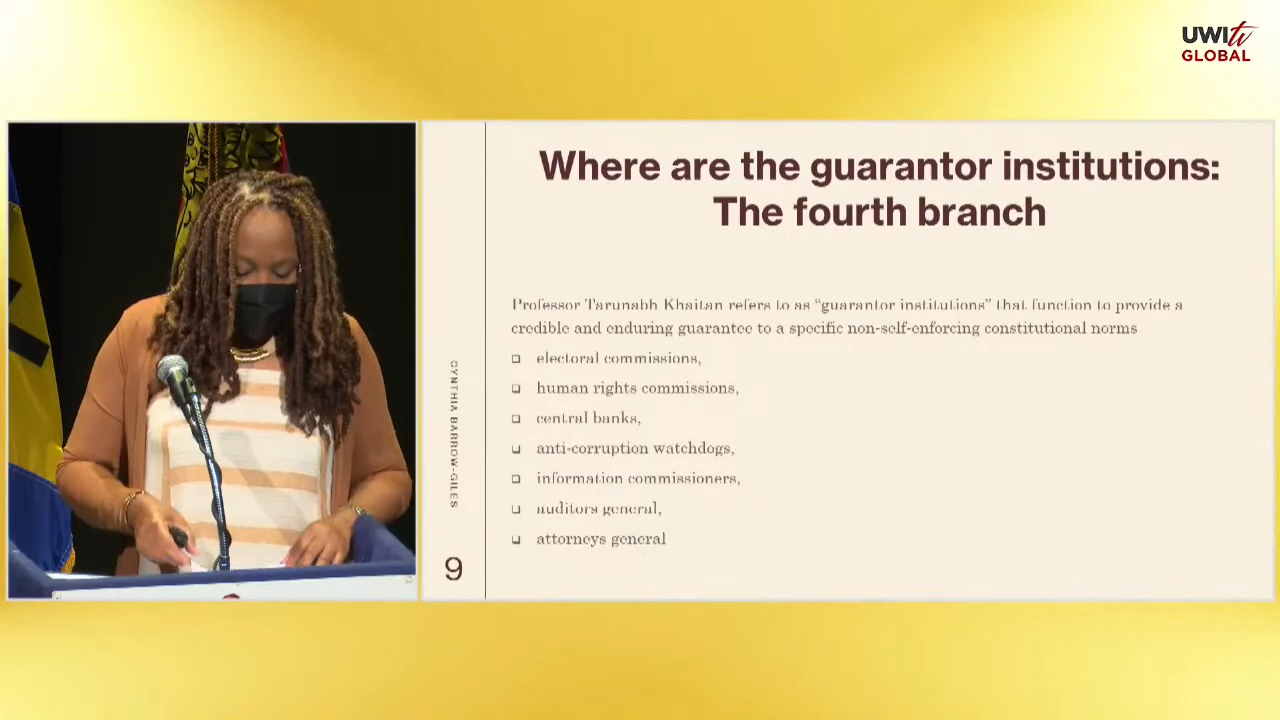 UWItv
GLOBAL
Where are the guarantor institutions:
The fourth branch
Professor Tarunabh Khaitan refers to as “guarantor institutions” that function to provide a
credible and enduring guarantee to a specific non-self-enforcing constitutional norms
❑ electoral commissions,
❑ human rights commissions,
❑ central banks,
❑ anti-corruption watchdogs,
❑ information commissioners,
❑ auditors general,
❑ attorneys general
CYNTHIA BARROW-GILES
9